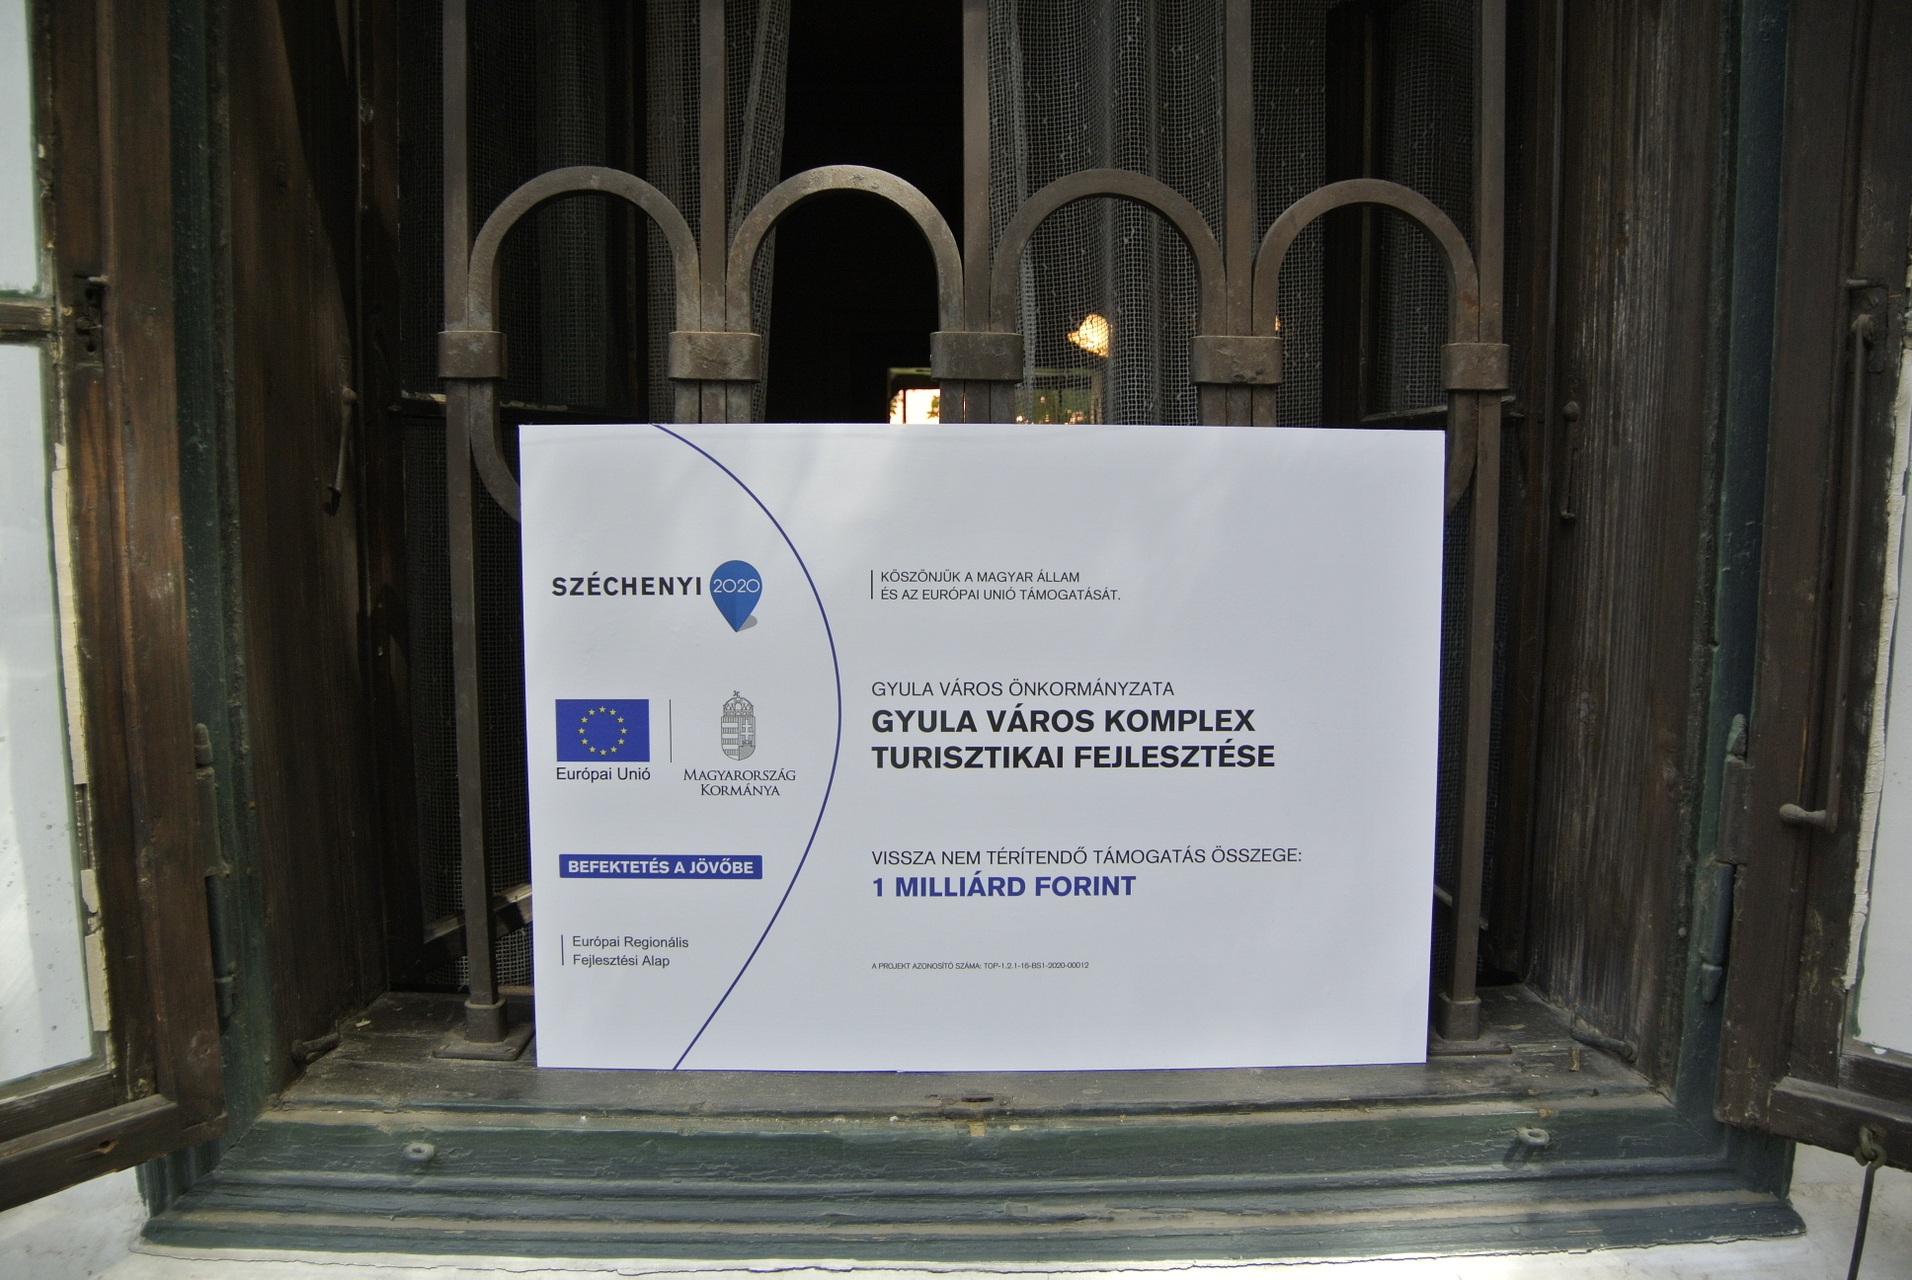 SZÉCHENYI 2020
Európai Unió
MAGYARORSZÁG
KORMÁNYA
BEFEKTETÉS A JÖVŐBE
Európai Regionális
Fejlesztési Alap
KÖSZÖNJÜK A MAGYAR ÁLLAM
ÉS AZ EURÓPAI UNIÓ TÁMOGATÁSÁT.
GYULA VÁROS ÖNKORMÁNYZATA
GYULA VÁROS KOMPLEX
TURISZTIKAI FEJLESZTÉSE
VISSZA NEM TÉRÍTENDŐ TÁMOGATÁS ÖSSZEGE:
1 MILLIÁRD FORINT
A PROJEKT AZONOSÍTÓ SZÁMA: TOP-1.2.1-16-BS1-2020-00012